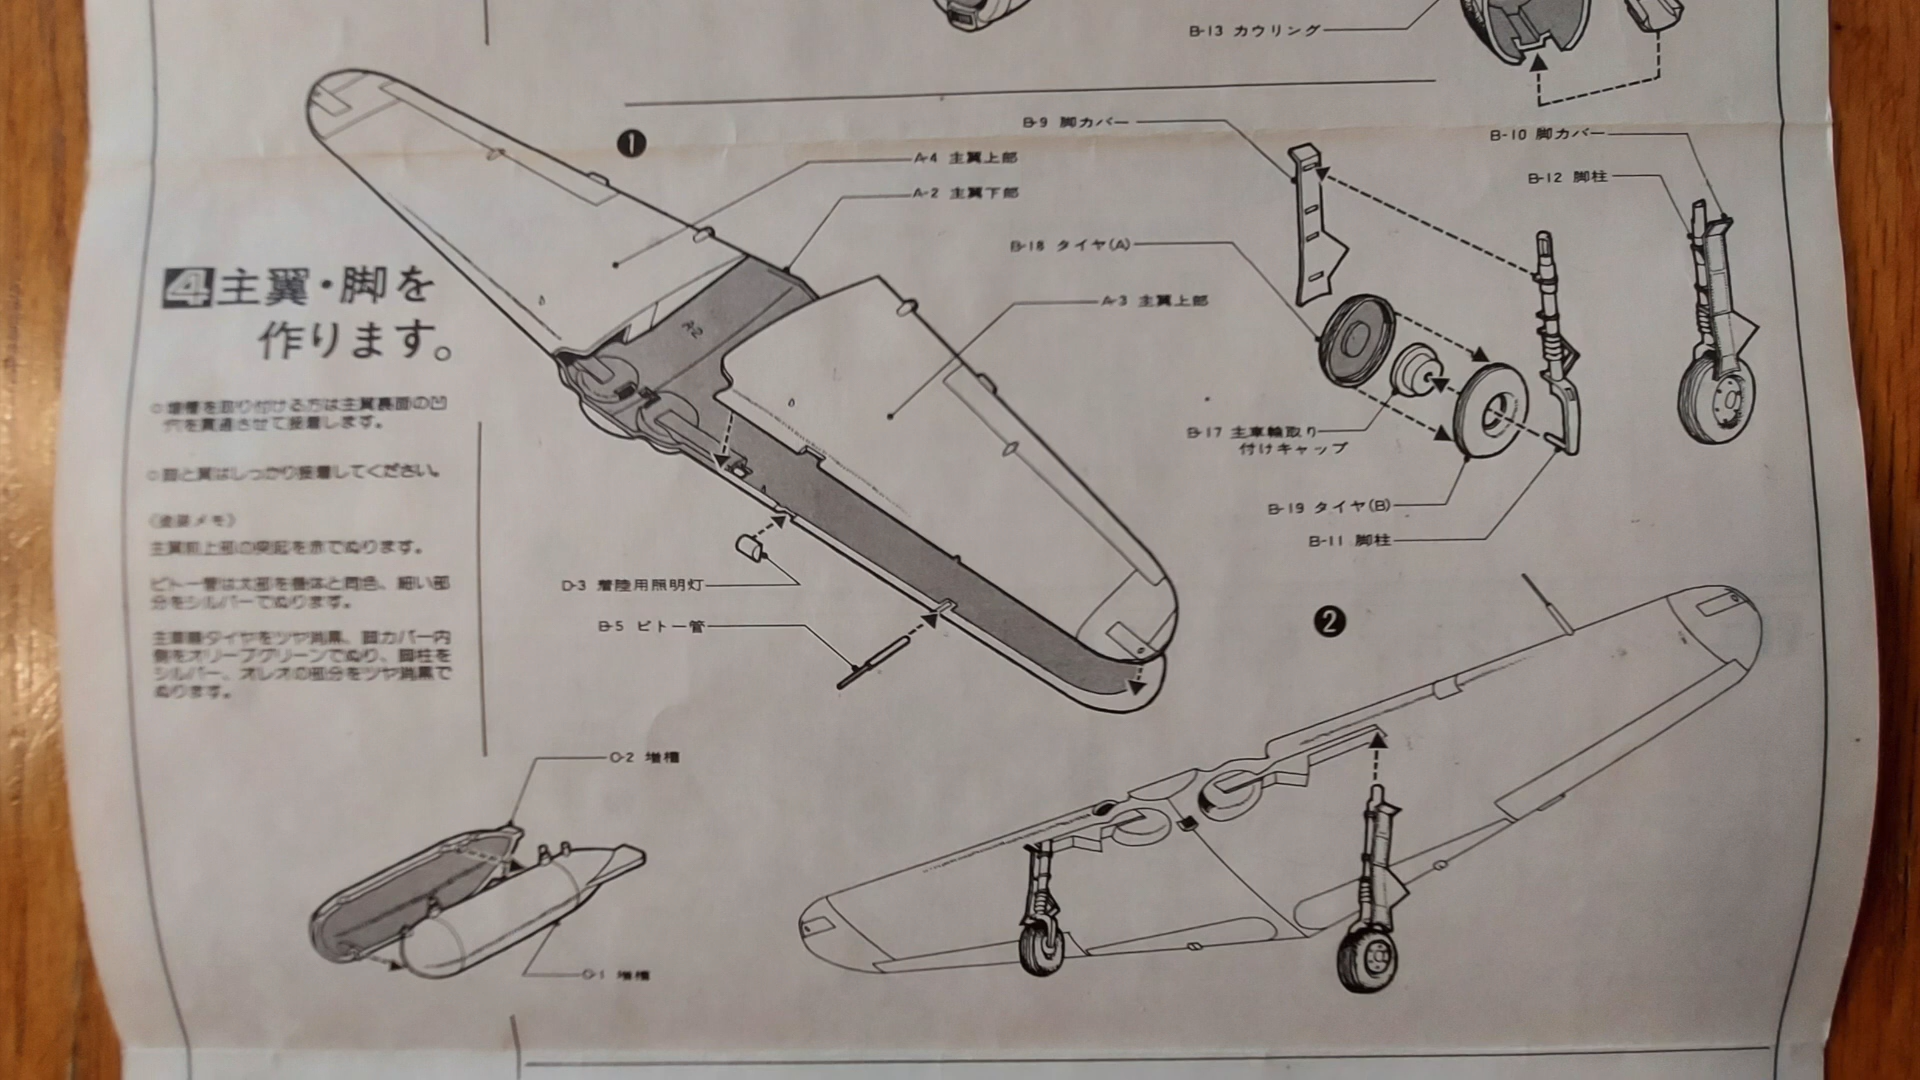 B-13 カウリング
B-9 脚カバー
B-10 脚カバー
❶
A-4 主翼上部
B-12 脚柱
A-2 主翼下部
B-18 タイヤ(A)
A-3 主翼上部
4 主翼・脚を
作ります。
A2
○増槽を取り付ける方は主翼裏面の凹
穴を貫通させて接着します。
B-17 主車輪取り
付けキャップ
○脚と翼はしっかり接着してください。
B-19 タイヤ(B)
《塗装メモ》
B-11 脚柱
主翼前上部の突起を赤でぬります。
D-3 着陸用照明灯
ピトー管は太部を機体と同色、細い部
分をシルバーでぬります。
B-5 ピトー管
❷
主車輪タイヤをツヤ消黒、脚カバー内
側をオリーブグリーンでぬり、脚柱を
シルバー、オレオの部分をツヤ消黒で
ぬります。
C-2 増槽
C-1 増槽